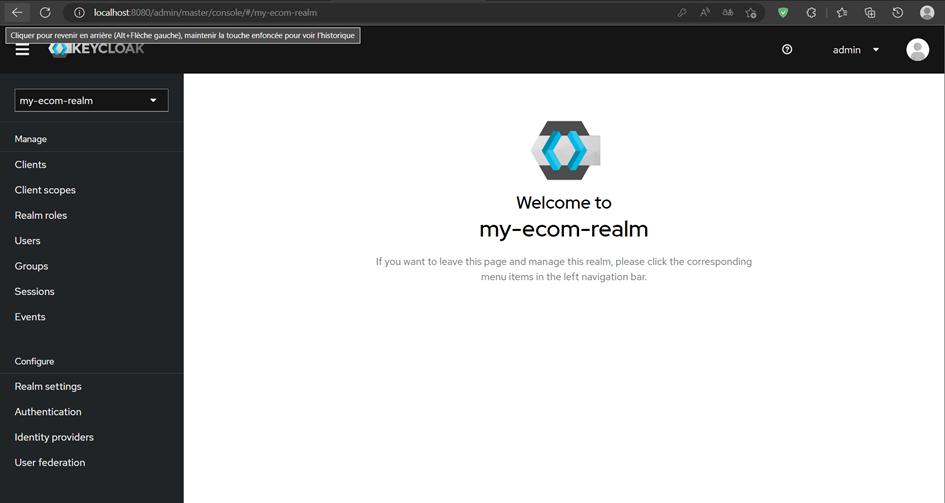 localhost:8080/admin/master/console/#/my-ecom-realm
Cliquer pour revenir en arrière (Alt+Flèche gauche), maintenir la touche enfoncée pour voir l'historique
KEYCLOAK
admin
my-ecom-realm
Manage
Clients
Client scopes
Realm roles
Users
Groups
Sessions
Events
Configure
Realm settings
Authentication
Identity providers
User federation
Welcome to
my-ecom-realm
If you want to leave this page and manage this realm, please click the corresponding
menu items in the left navigation bar.